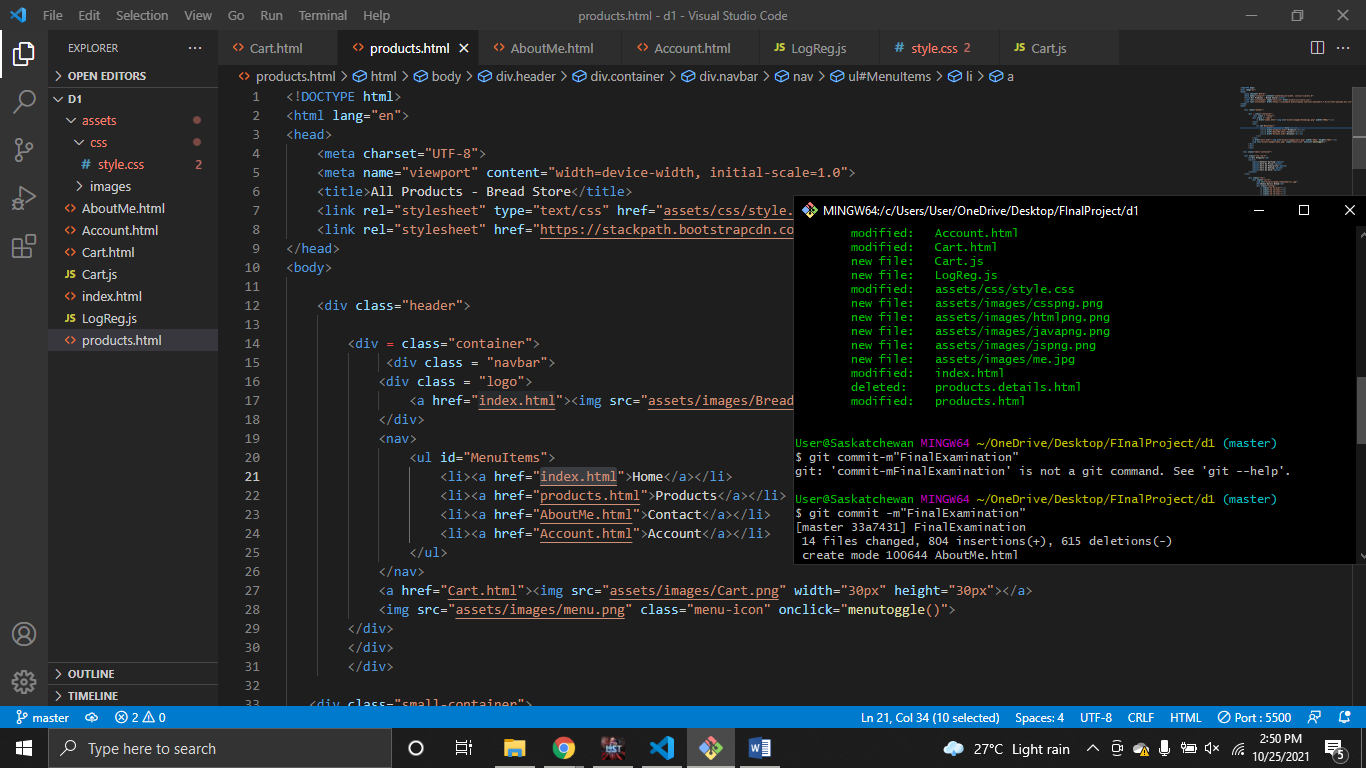 File Edit Selection View Go Run Terminal Help
products.html - d1 - Visual Studio Code
EXPLORER
OPEN EDITORS
D1
assets
css
# style.css 2
images
<> AboutMe.html
<> Account.html
<> Cart.html
JS Cart.js
<> index.html
JS LogReg.js
<> products.html
OUTLINE
TIMELINE
<> Cart.html
<> products.html
<> AboutMe.html
<> Account.html
JS LogReg.js
# style.css 2
JS Cart.js
<> products.html > html > body > div.header > div.container > div.navbar > nav > ul#MenuItems > li > a
1 <!DOCTYPE html>
2 <html lang="en">
3 <head>
4 <meta charset="UTF-8">
5 <meta name="viewport" content="width=device-width, initial-scale=1.0">
6 <title>All Products - Bread Store</title>
7 <link rel="stylesheet" type="text/css" href="assets/css/style.
8 <link rel="stylesheet" href="https://stackpath.bootstrapcdn.co
9 </head>
10 <body>
11
12 <div class="header">
13
14 <div = class="container">
15 <div class = "navbar">
16 <div class = "logo">
17 <a href="index.html"><img src="assets/images/Bread
18 </div>
19 <nav>
20 <ul id="MenuItems">
21 <li><a href="index.html">Home</a></li>
22 <li><a href="products.html">Products</a></li>
23 <li><a href="AboutMe.html">Contact</a></li>
24 <li><a href="Account.html">Account</a></li>
25 </ul>
26 </nav>
27 <a href="Cart.html"><img src="assets/images/Cart.png" width="30px" height="30px"></a>
28 <img src="assets/images/menu.png" class="menu-icon" onclick="menutoggle()">
29 </div>
30 </div>
31 </div>
32
33 <div class="small-container">
MINGW64:/c/Users/User/OneDrive/Desktop/FInalProject/d1
modified: Account.html
modified: Cart.html
new file: Cart.js
new file: LogReg.js
modified: assets/css/style.css
new file: assets/images/csspng.png
new file: assets/images/htmlpng.png
new file: assets/images/javapng.png
new file: assets/images/jspng.png
new file: assets/images/me.jpg
modified: index.html
deleted: products.details.html
modified: products.html
User@Saskatchewan MINGW64 ~/OneDrive/Desktop/FInalProject/d1 (master)
$ git commit-m"FinalExamination"
git: 'commit-mFinalExamination' is not a git command. See 'git --help'.
User@Saskatchewan MINGW64 ~/OneDrive/Desktop/FInalProject/d1 (master)
$ git commit -m"FinalExamination"
[master 33a7431] FinalExamination
14 files changed, 804 insertions(+), 615 deletions(-)
create mode 100644 AboutMe.html
master 2 0
Ln 21, Col 34 (10 selected) Spaces: 4 UTF-8 CRLF HTML Port : 5500
Type here to search
27°C Light rain
2:50 PM
10/25/2021
5